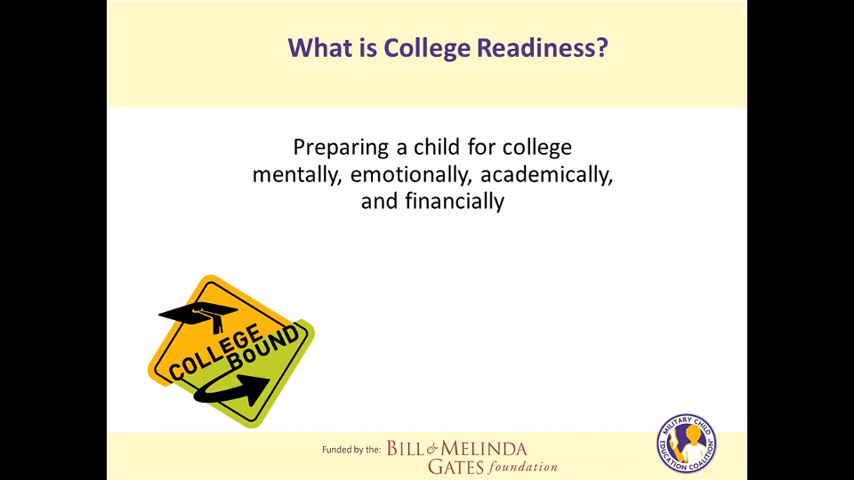 What is College Readiness?
Preparing a child for college
mentally, emotionally, academically,
and financially
COLLEGE
BOUND
Funded by the: BILL & MELINDA
GATES foundation
MILITARY CHILD
EDUCATION COALITION